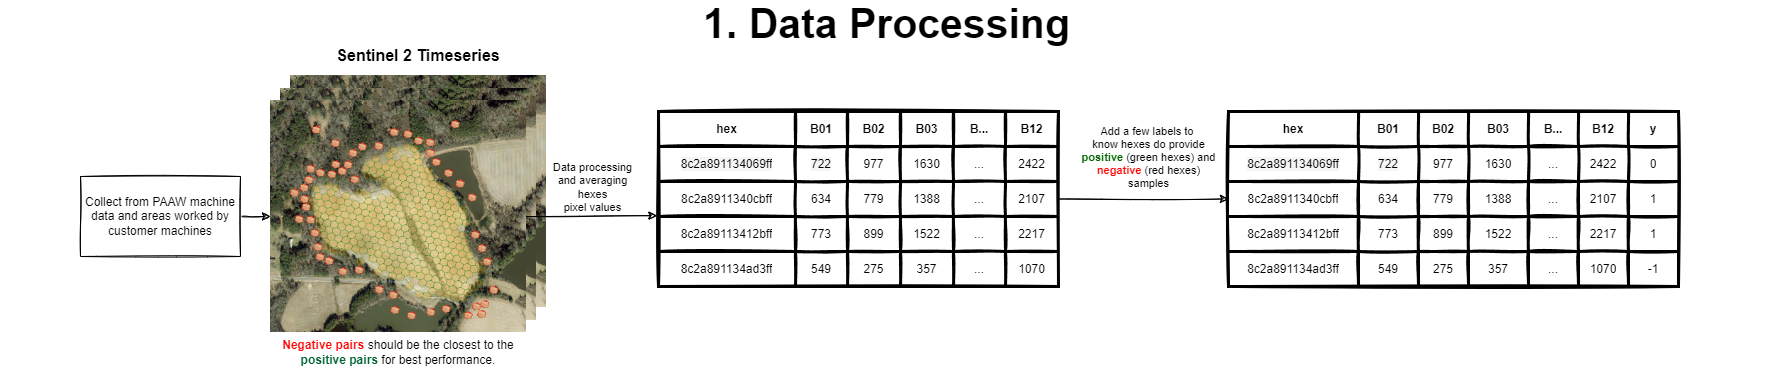 1. Data Processing
Sentinel 2 Timeseries
Collect from PAAW machine
data and areas worked by
customer machines
Negative pairs should be the closest to the
positive pairs for best performance.
Data processing
and averaging
hexes
pixel values
hex B01 B02 B03 B... B12
8c2a891134069ff 722 977 1630 ... 2422
8c2a8911340cbff 634 779 1388 ... 2107
8c2a89113412bff 773 899 1522 ... 2217
8c2a891134ad3ff 549 275 357 ... 1070
Add a few labels to
know hexes do provide
positive (green hexes) and
negative (red hexes)
samples
hex B01 B02 B03 B... B12 y
8c2a891134069ff 722 977 1630 ... 2422 0
8c2a8911340cbff 634 779 1388 ... 2107 1
8c2a89113412bff 773 899 1522 ... 2217 1
8c2a891134ad3ff 549 275 357 ... 1070 -1